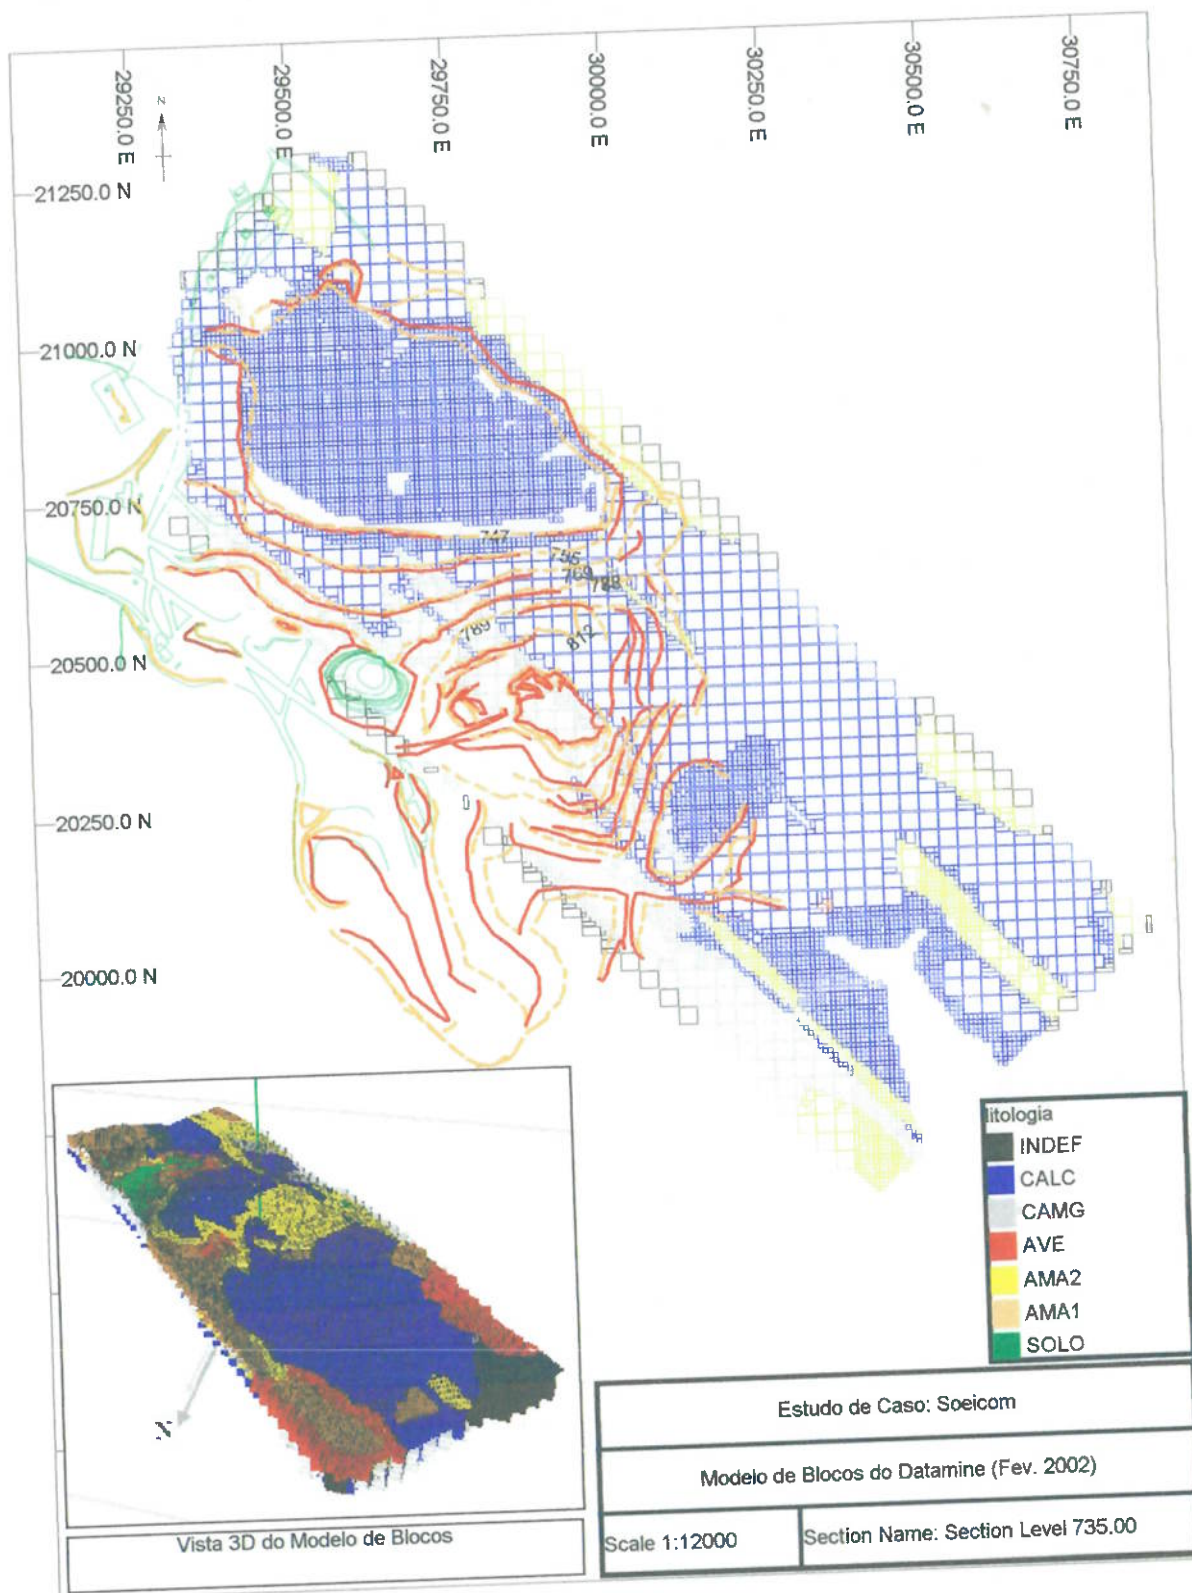 29250.0 E
29500.0 E
29750.0 E
30000.0 E
30250.0 E
30500.0 E
30750.0 E
N
21250.0 N
21000.0 N
20750.0 N
20500.0 N
20250.0 N
20000.0 N
747
755
769
788
789
812
litologia
INDEF
CALC
CAMG
AVE
AMA2
AMA1
SOLO
N
Vista 3D do Modelo de Blocos
Estudo de Caso: Soeicom
Modelo de Blocos do Datamine (Fev. 2002)
Scale 1:12000
Section Name: Section Level 735.00